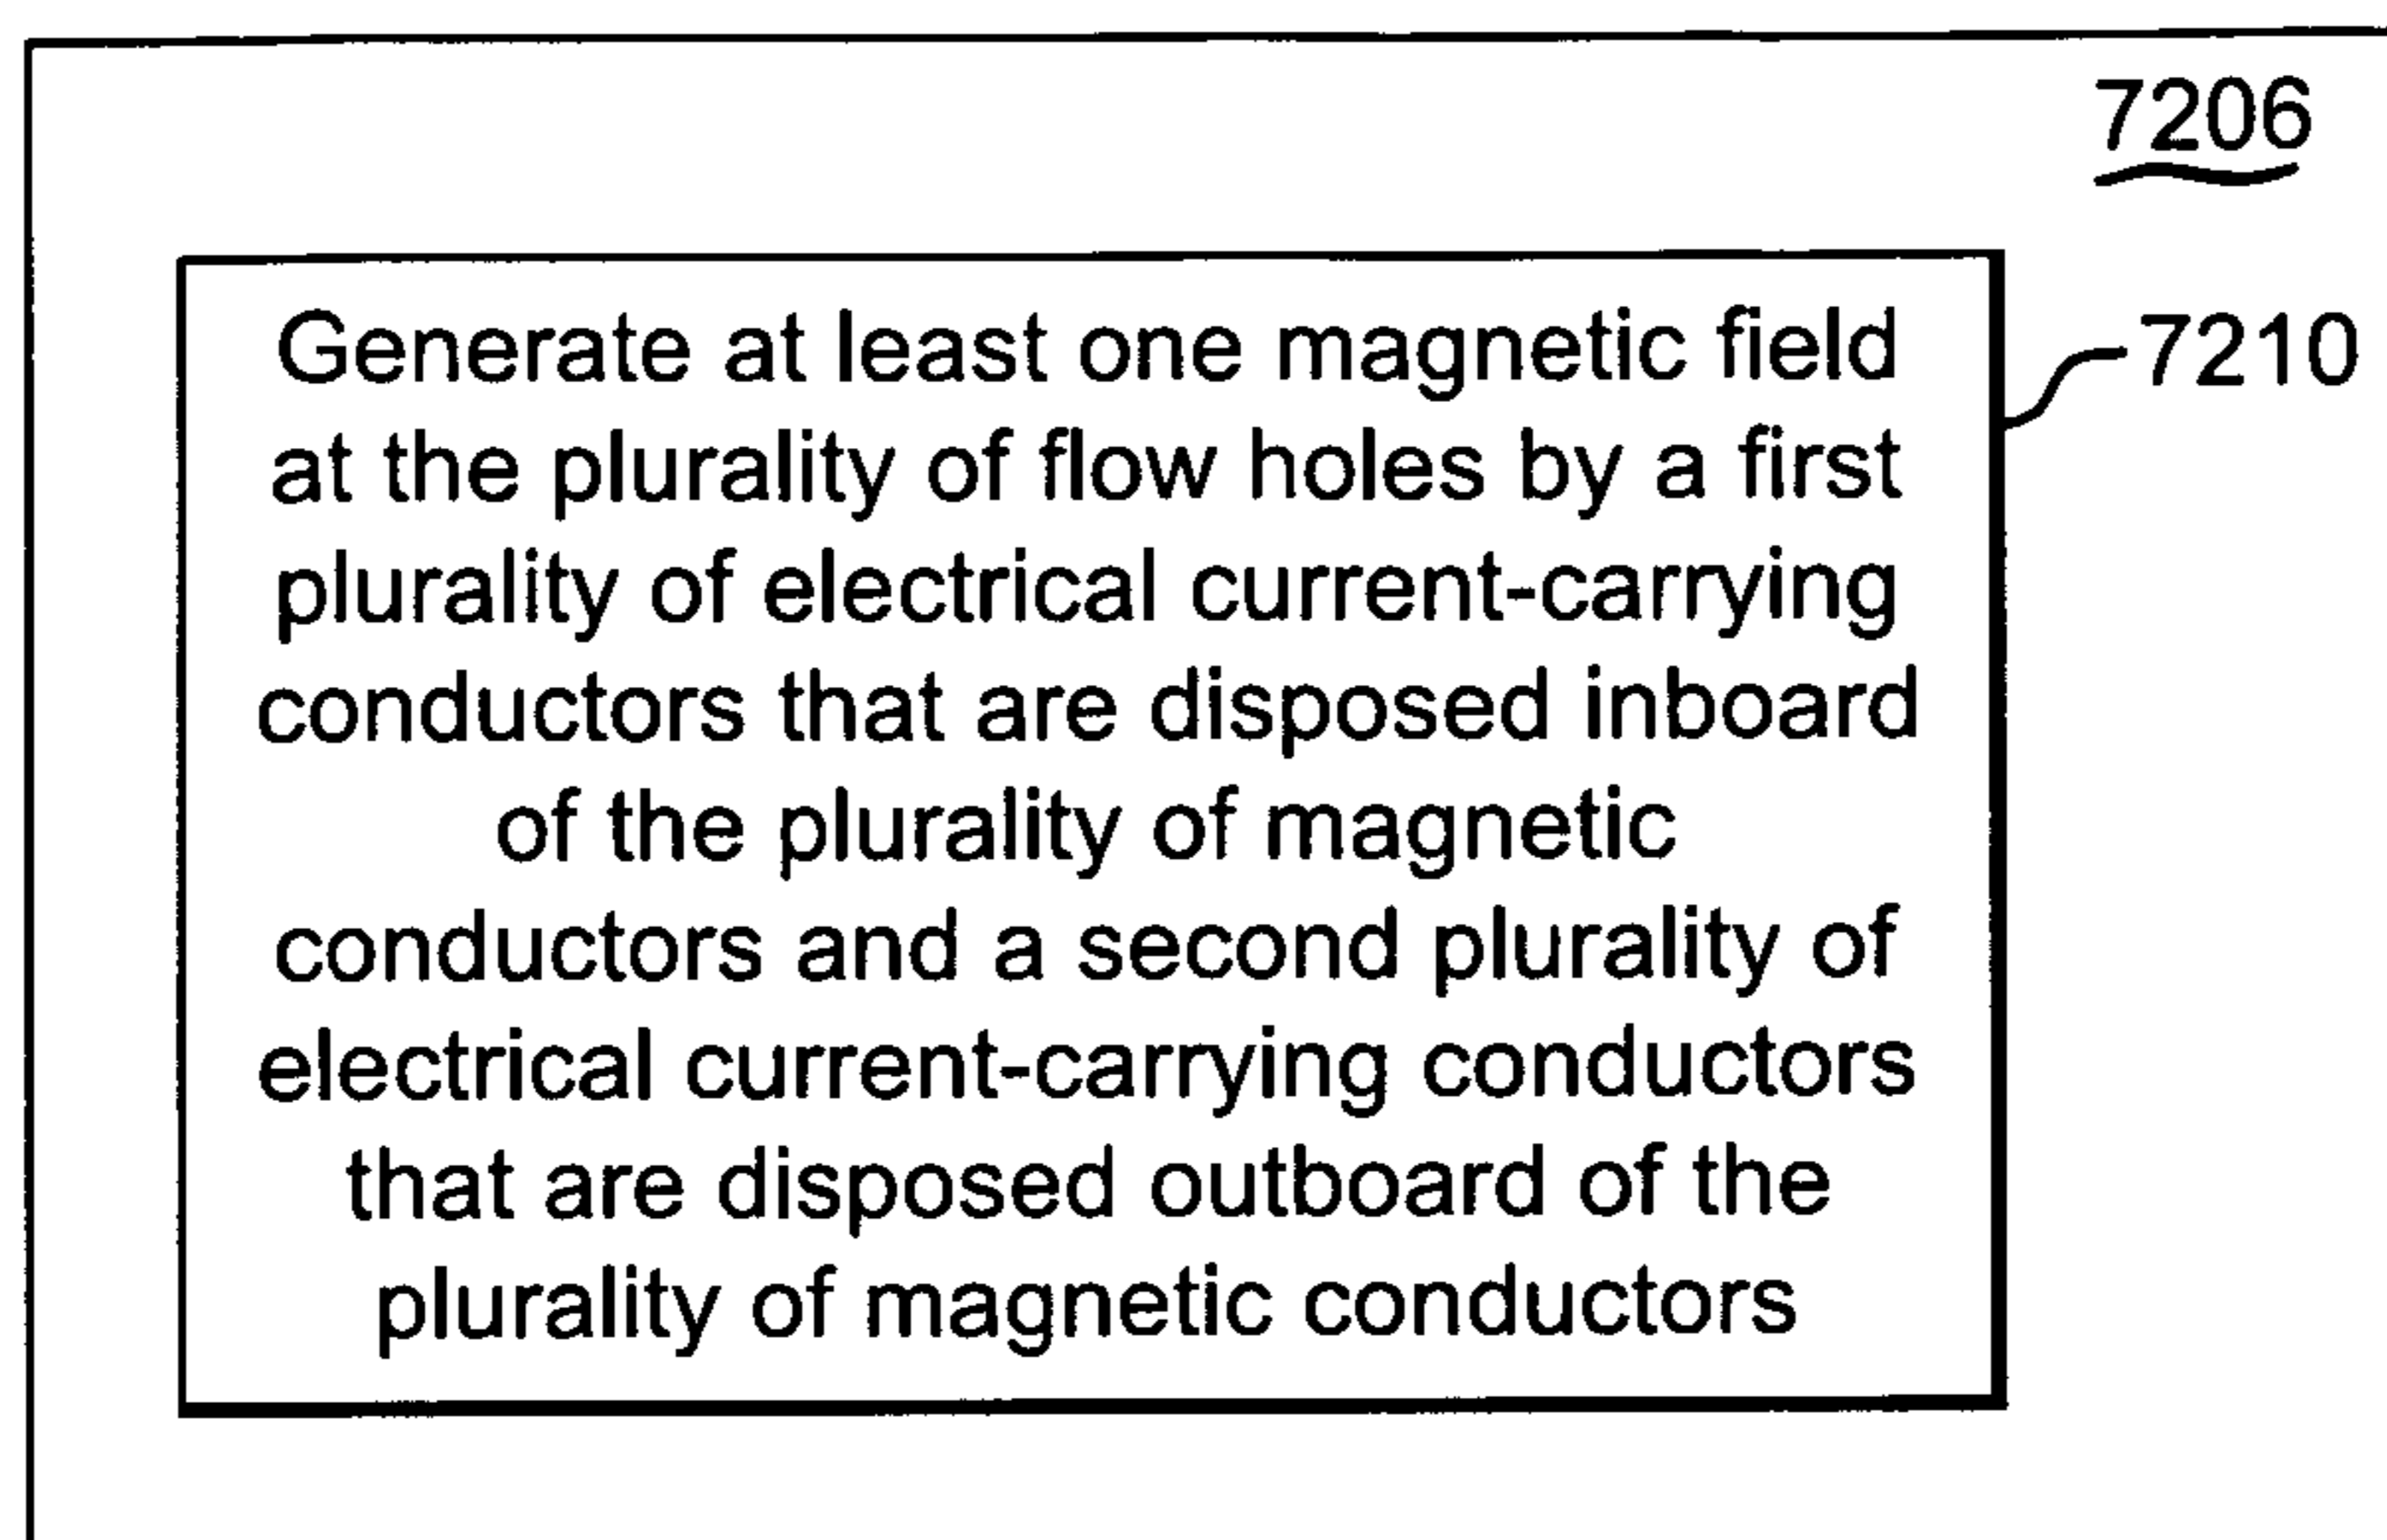 7206
Generate at least one magnetic field
7210
at the plurality of flow holes by a first
plurality of electrical current-carrying
conductors that are disposed inboard
of the plurality of magnetic
conductors and a second plurality of
electrical current-carrying conductors
that are disposed outboard of the
plurality of magnetic conductors